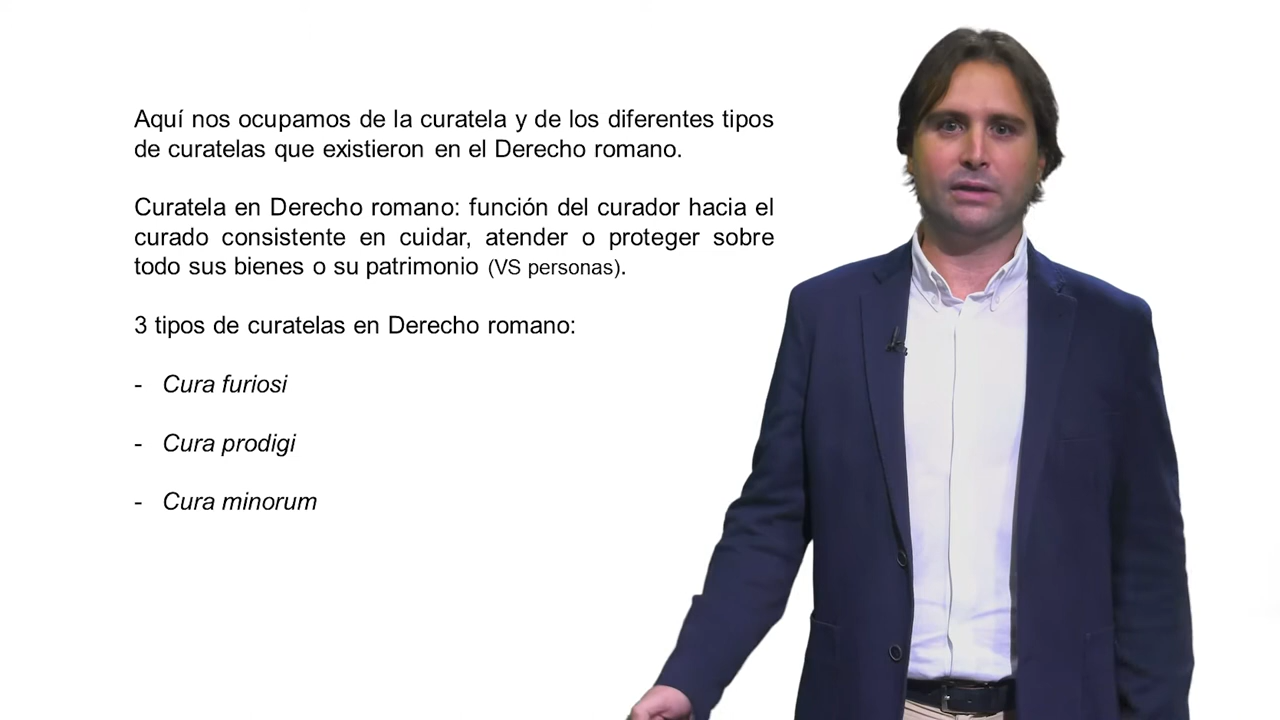 Aquí nos ocupamos de la curatela y de los diferentes tipos
de curatelas que existieron en el Derecho romano.
Curatela en Derecho romano: función del curador hacia el
curado consistente en cuidar, atender o proteger sobre
todo sus bienes o su patrimonio (VS personas).
3 tipos de curatelas en Derecho romano:
- Cura furiosi
- Cura prodigi
- Cura minorum